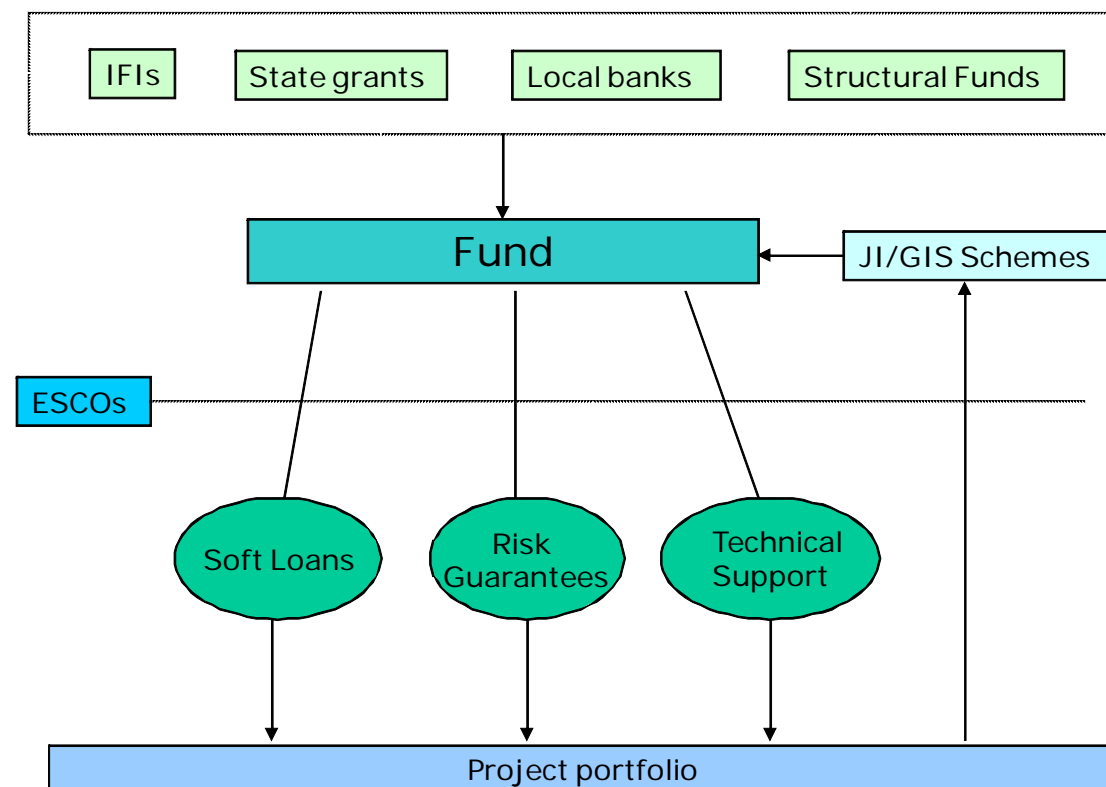 IFIs
State grants
Local banks
Structural Funds
Fund
JI/GIS Schemes
ESCOs
Soft Loans
Risk
Guarantees
Technical
Support
Project portfolio